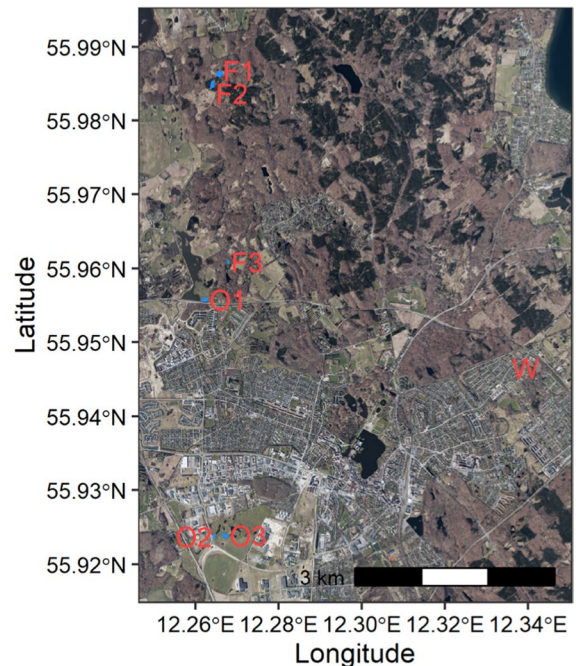 55.99°N
F1
F2
55.98°N
55.97°N
55.96°N
F3
O1
55.95°N
W
55.94°N
55.93°N
O2 O3
55.92°N
3 km
12.26°E 12.28°E 12.30°E 12.32°E 12.34°E
Longitude
Latitude